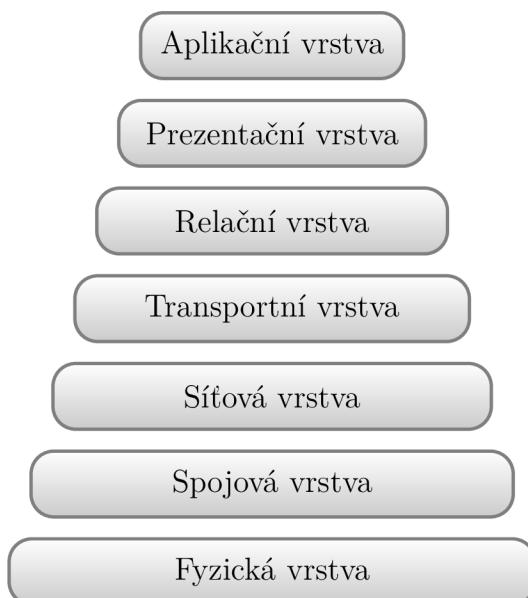 Aplikační vrstva
Prezentační vrstva
Relační vrstva
Transportní vrstva
Síťová vrstva
Spojová vrstva
Fyzická vrstva